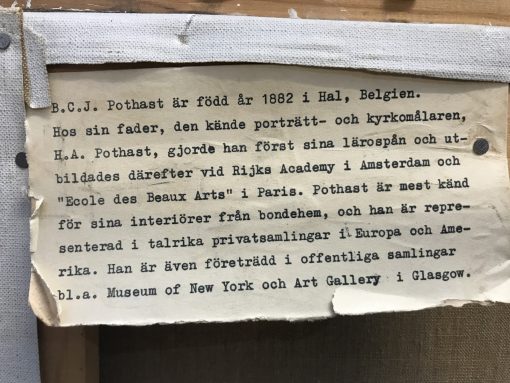 B.C.J. Pothast är född år 1882 i Hal, Belgien.
Hos sin fader, den kände porträtt- och kyrkomålaren,
H.A. Pothast, gjorde han först sina lärospån och ut-
bildades därefter vid Rijks Academy i Amsterdam och
"Ecole des Beaux Arts" i Paris. Pothast är mest känd
för sina interiörer från bondehem, och han är repre-
senterad i talrika privatsamlingar i Europa och Ame-
rika. Han är även företrädd i offentliga samlingar
bl.a. Museum of New York och Art Gallery i Glasgow.